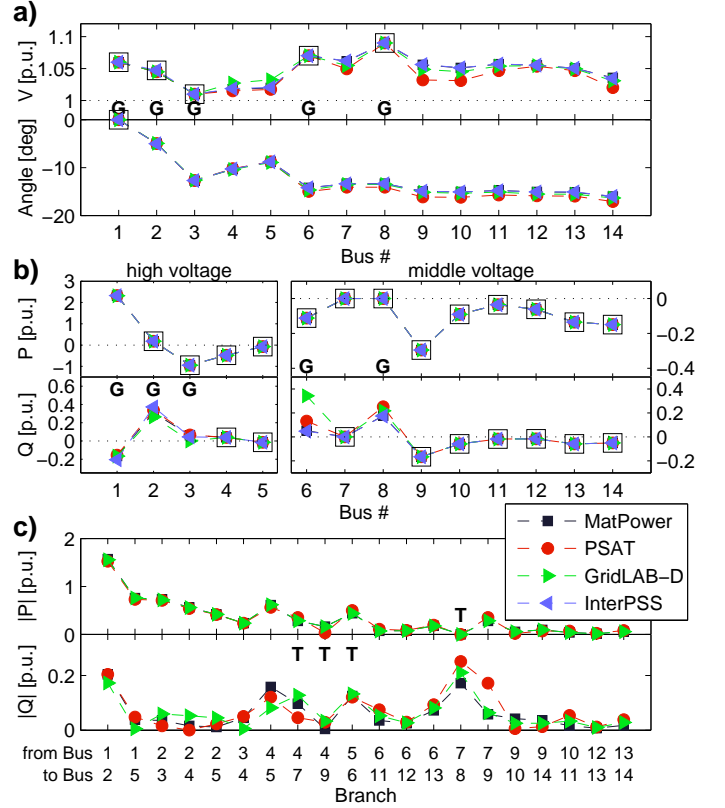 a)
V [p.u.]
1.1
1.05
1
G G G G G
Angle [deg]
0
−10
−20
1 2 3 4 5 6 7 8 9 10 11 12 13 14
Bus #
b)
high voltage
middle voltage
P [p.u.]
3
2
1
0
−1
0
−0.2
−0.4
G G
G G G
Q [p.u.]
0.6
0.4
0.2
0
−0.2
0.4
0.2
0
−0.2
1 2 3 4 5
6 7 8 9 10 11 12 13 14
Bus #
MatPower
PSAT
GridLAB−D
InterPSS
c)
|P| [p.u.]
2
1
0
T
T T T
|Q| [p.u.]
0.2
0
from Bus 1 1 2 2 2 3 4 4 4 5 6 6 6 7 7 9 9 10 12 13
to Bus 2 5 3 4 5 4 5 7 9 6 11 12 13 8 9 10 14 11 13 14
Branch